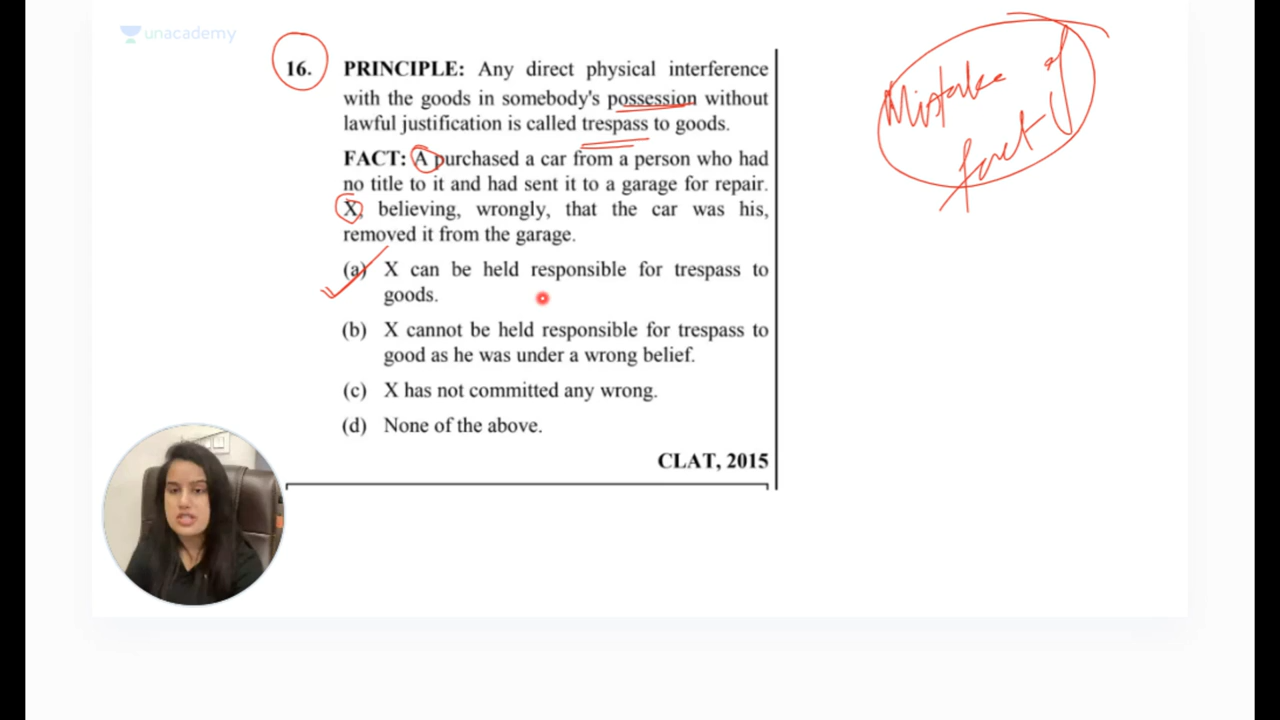 unacademy
16. PRINCIPLE: Any direct physical interference
with the goods in somebody's possession without
lawful justification is called trespass to goods.
FACT: A purchased a car from a person who had
no title to it and had sent it to a garage for repair.
X, believing, wrongly, that the car was his,
removed it from the garage.
(a) X can be held responsible for trespass to
goods.
(b) X cannot be held responsible for trespass to
good as he was under a wrong belief.
(c) X has not committed any wrong.
(d) None of the above.
CLAT, 2015
Mistake of
fact